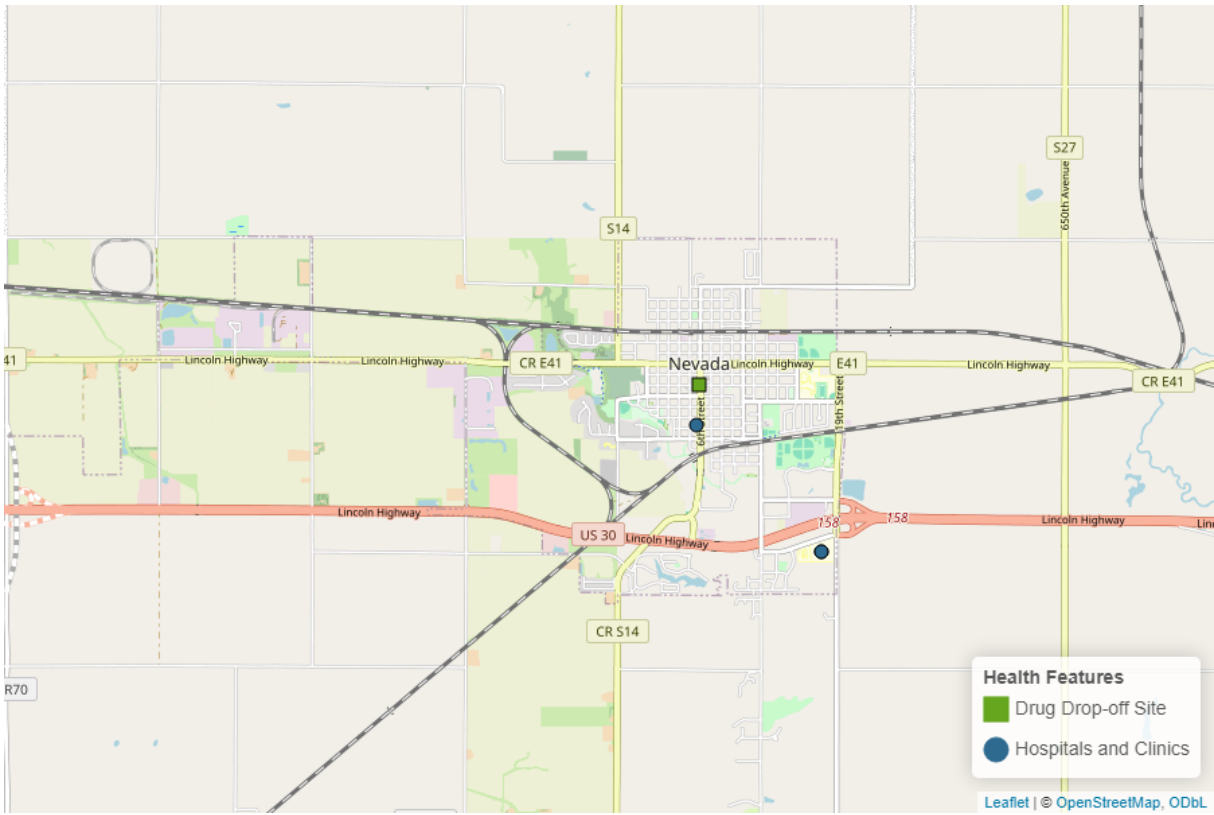 S27
650th Avenue
S14
41
Lincoln Highway
Lincoln Highway
CR E41
Nevada
Lincoln Highway
E41
Lincoln Highway
CR E41
6th Street
19th Street
Lincoln Highway
US 30
Lincoln Highway
158
158
Lincoln Highway
Lin
CR S14
R70
Health Features
Drug Drop-off Site
Hospitals and Clinics
Leaflet | © OpenStreetMap, ODbL